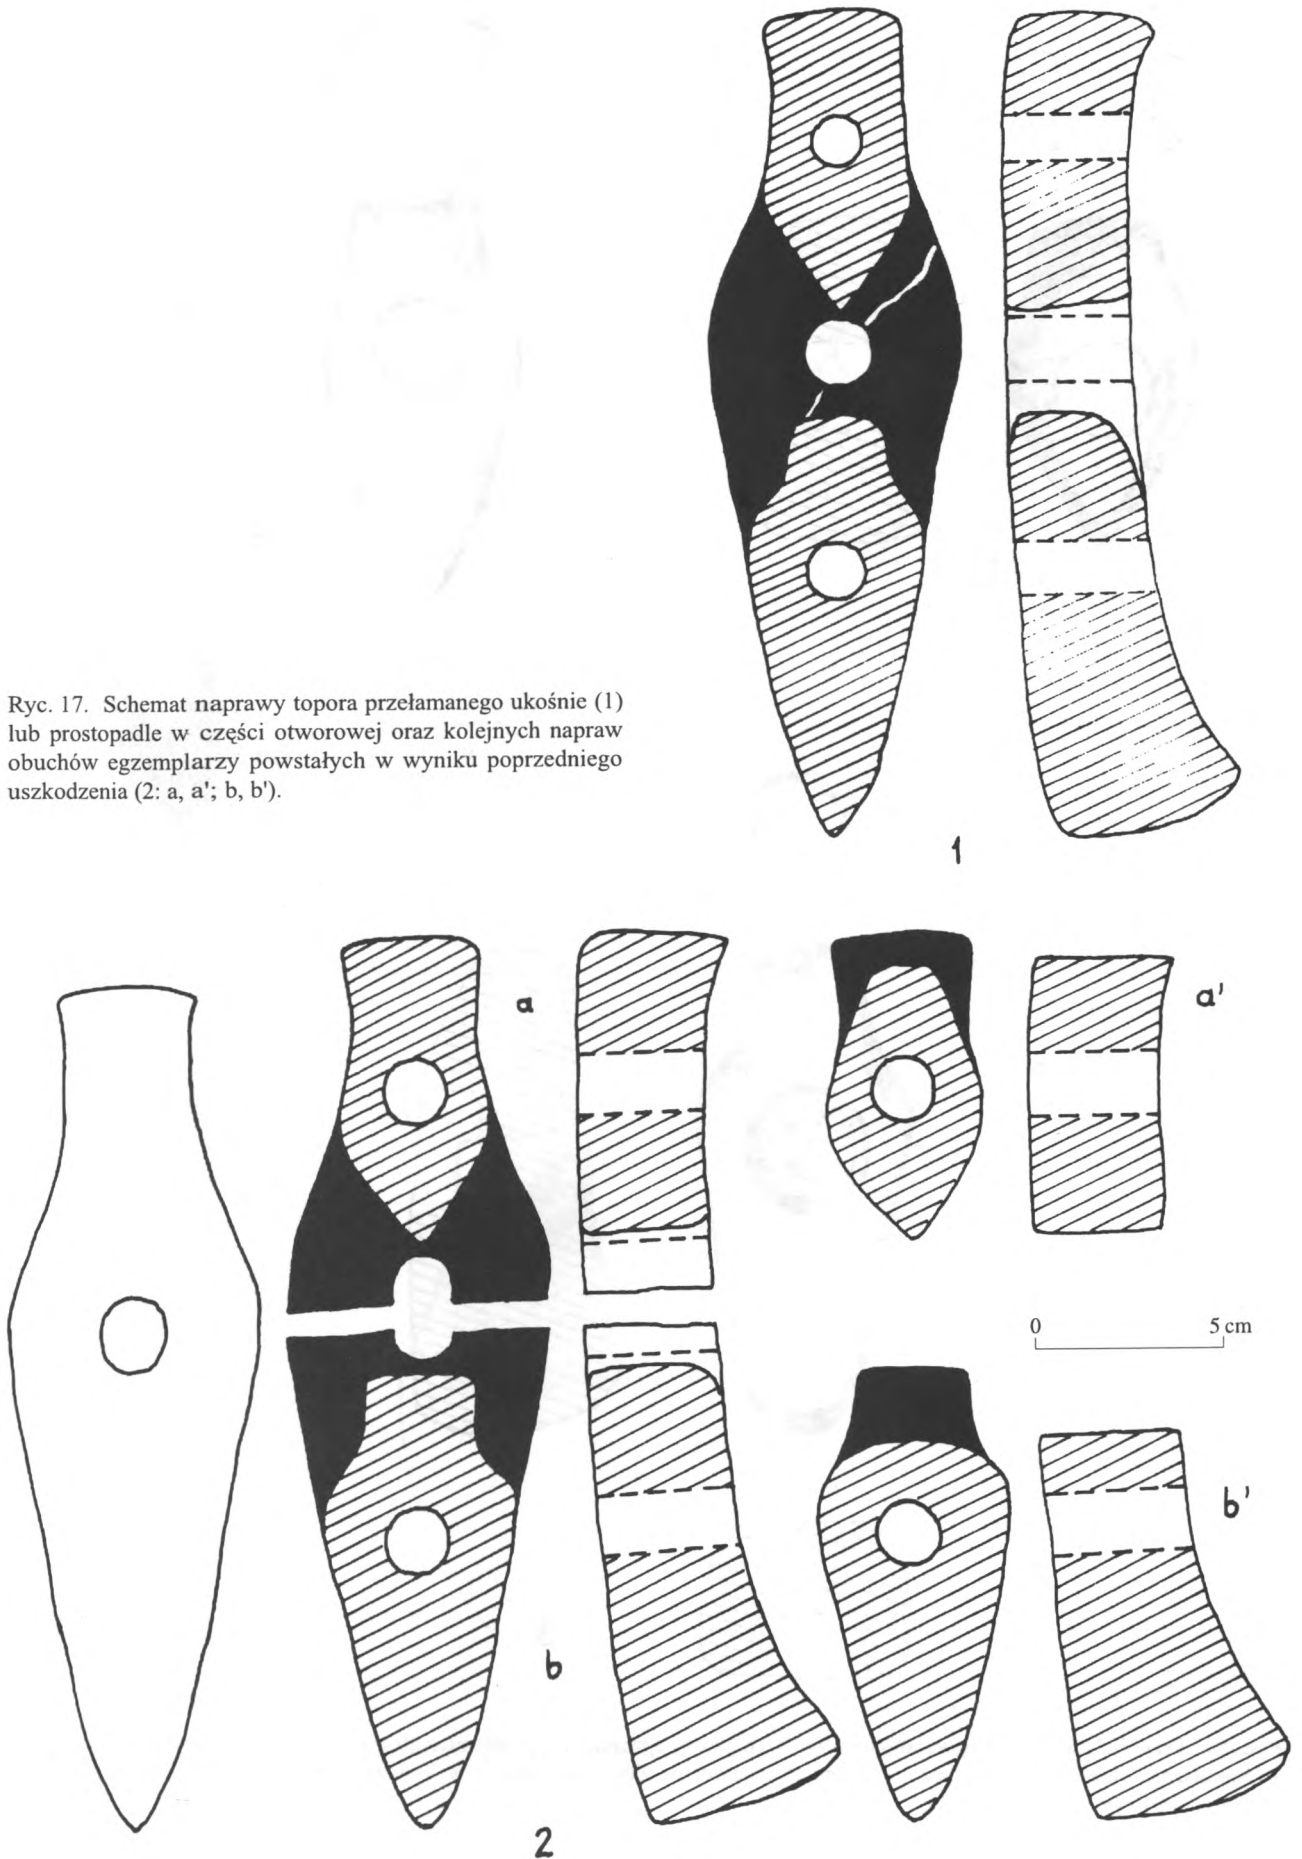 1
Ryc. 17. Schemat naprawy topora przełamanego ukośnie (1)
lub prostopadle w części otworowej oraz kolejnych napraw
obuchów egzemplarzy powstałych w wyniku poprzedniego
uszkodzenia (2: a, a'; b, b').
a
a'
0 5 cm
b
b'
2